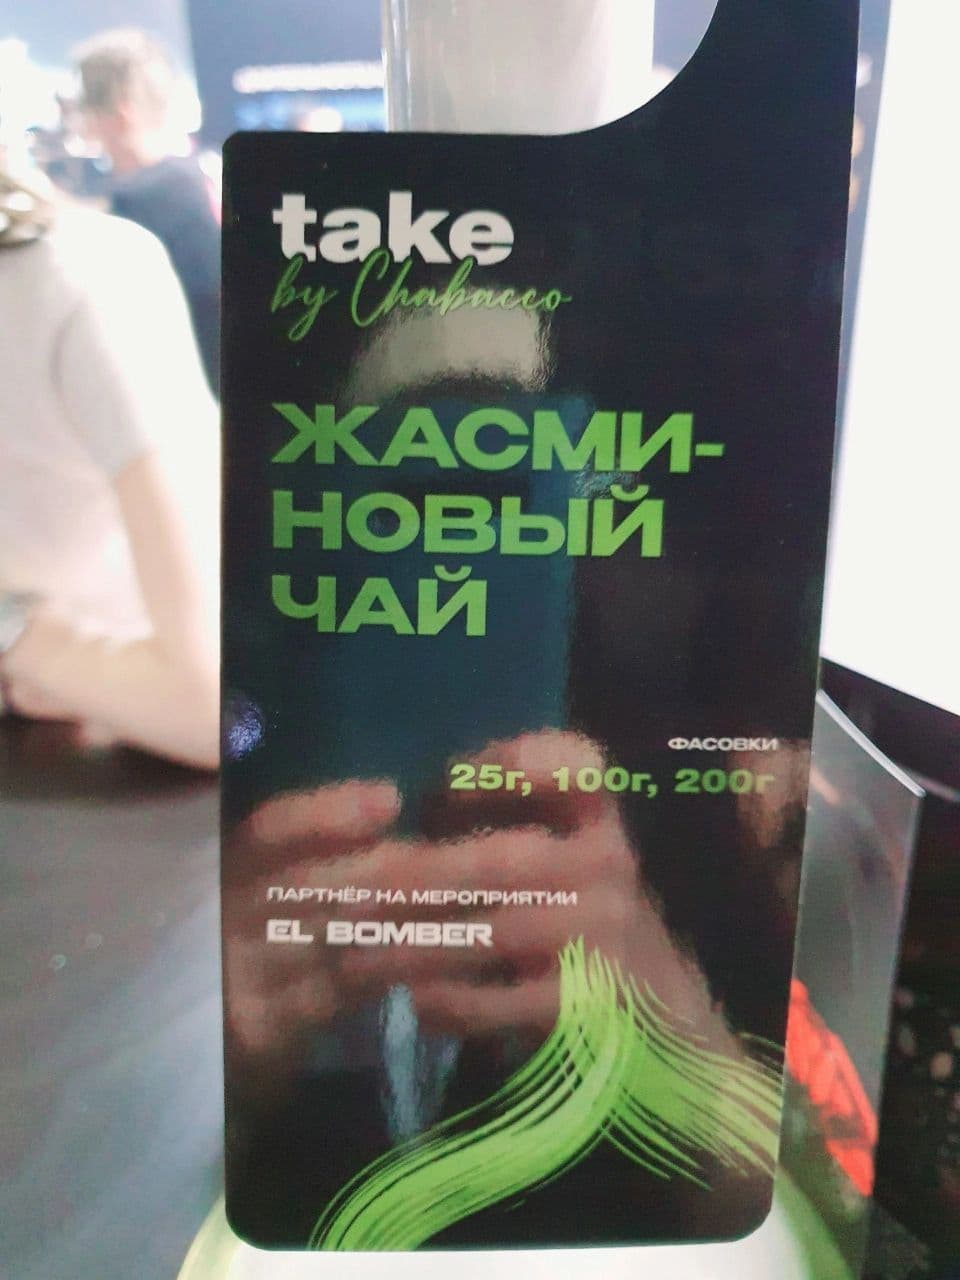 take
by Chabacco
ЖАСМИ-
НОВЫЙ
ЧАЙ
ФАСОВКИ
25г, 100г, 200г
ПАРТНЁР НА МЕРОПРИЯТИИ
EL BOMBER